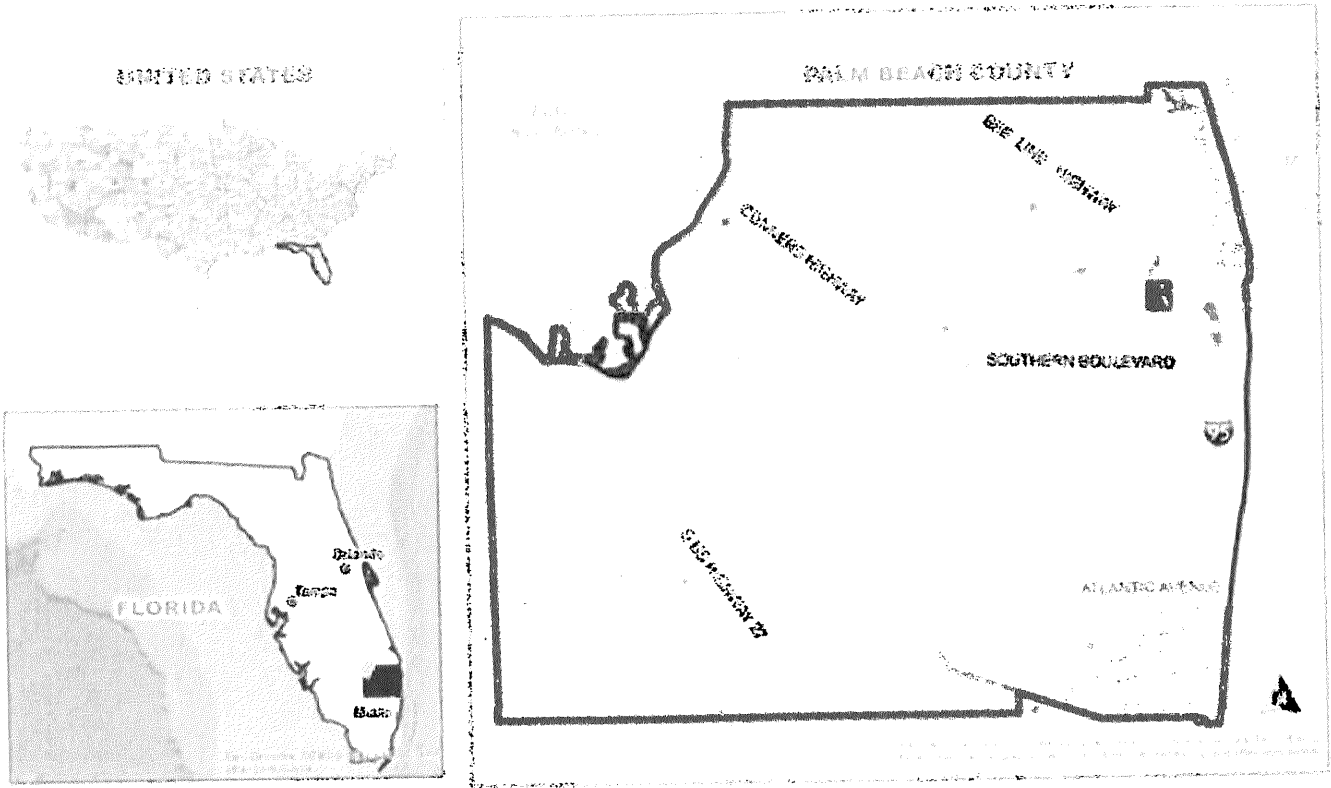 UNITED STATES
PALM BEACH COUNTY
BEE LINE HIGHWAY
CONNERS HIGHWAY
SOUTHERN BOULEVARD
95
S US HIGHWAY 27
ATLANTIC AVENUE
Orlando
Tampa
FLORIDA
Miami